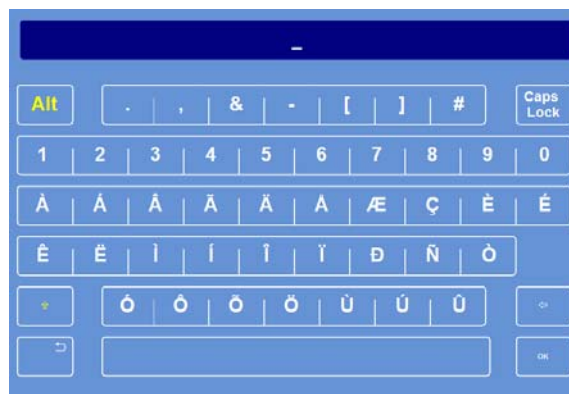 _
Alt . , & - [ ] # Caps Lock
1 2 3 4 5 6 7 8 9 0
À Á Â Ã Ä Å Æ Ç È É
Ê Ë Ì Í Î Ï Ð Ñ Ò
Ó Ô Õ Ö Ù Ú Û
OK